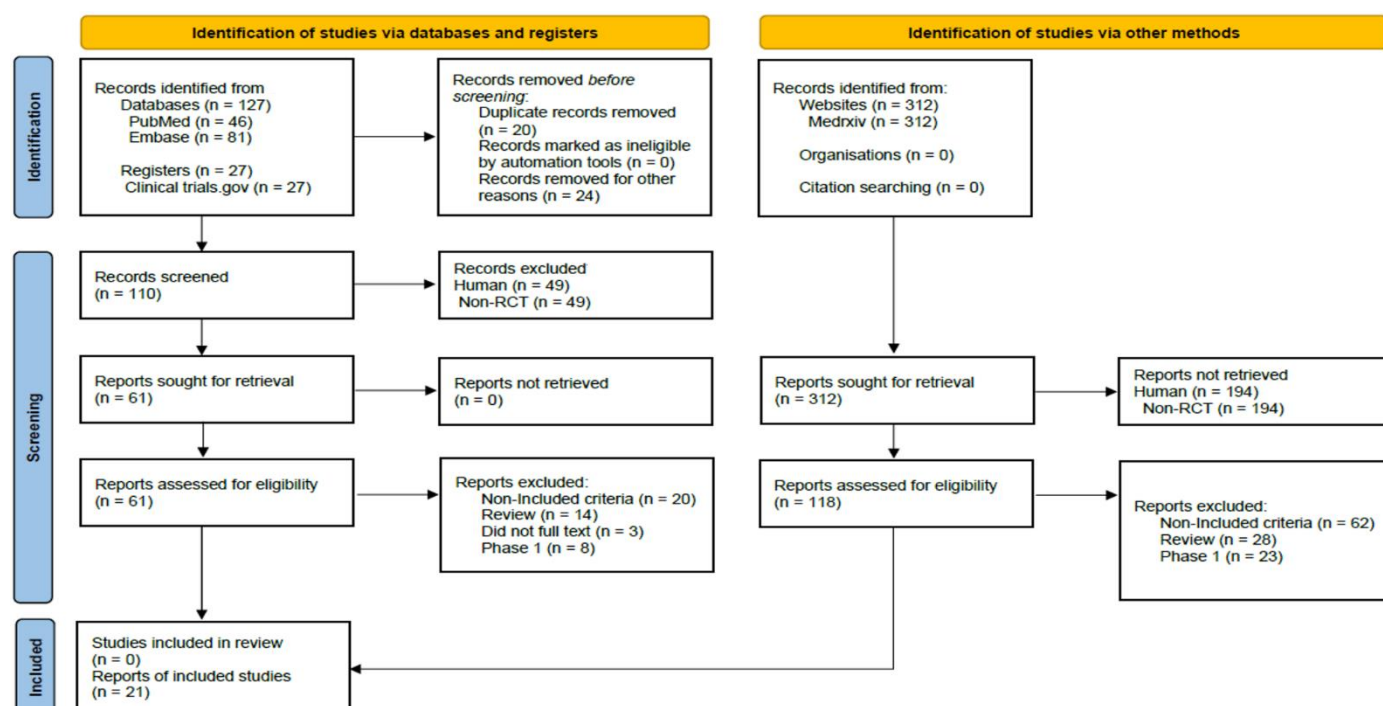 Identification of studies via databases and registers
Identification of studies via other methods
Identification
Records identified from
Databases (n = 127)
PubMed (n = 46)
Embase (n = 81)
Registers (n = 27)
Clinical trials.gov (n = 27)
Records removed before
screening:
Duplicate records removed
(n = 20)
Records marked as ineligible
by automation tools (n = 0)
Records removed for other
reasons (n = 24)
Records identified from:
Websites (n = 312)
Medrxiv (n = 312)
Organisations (n = 0)
Citation searching (n = 0)
Screening
Records screened
(n = 110)
Records excluded
Human (n = 49)
Non-RCT (n = 49)
Reports sought for retrieval
(n = 61)
Reports not retrieved
(n = 0)
Reports sought for retrieval
(n = 312)
Reports not retrieved
Human (n = 194)
Non-RCT (n = 194)
Reports assessed for eligibility
(n = 61)
Reports excluded:
Non-Included criteria (n = 20)
Review (n = 14)
Did not full text (n = 3)
Phase 1 (n = 8)
Reports assessed for eligibility
(n = 118)
Reports excluded:
Non-Included criteria (n = 62)
Review (n = 28)
Phase 1 (n = 23)
Included
Studies included in review
(n = 0)
Reports of included studies
(n = 21)